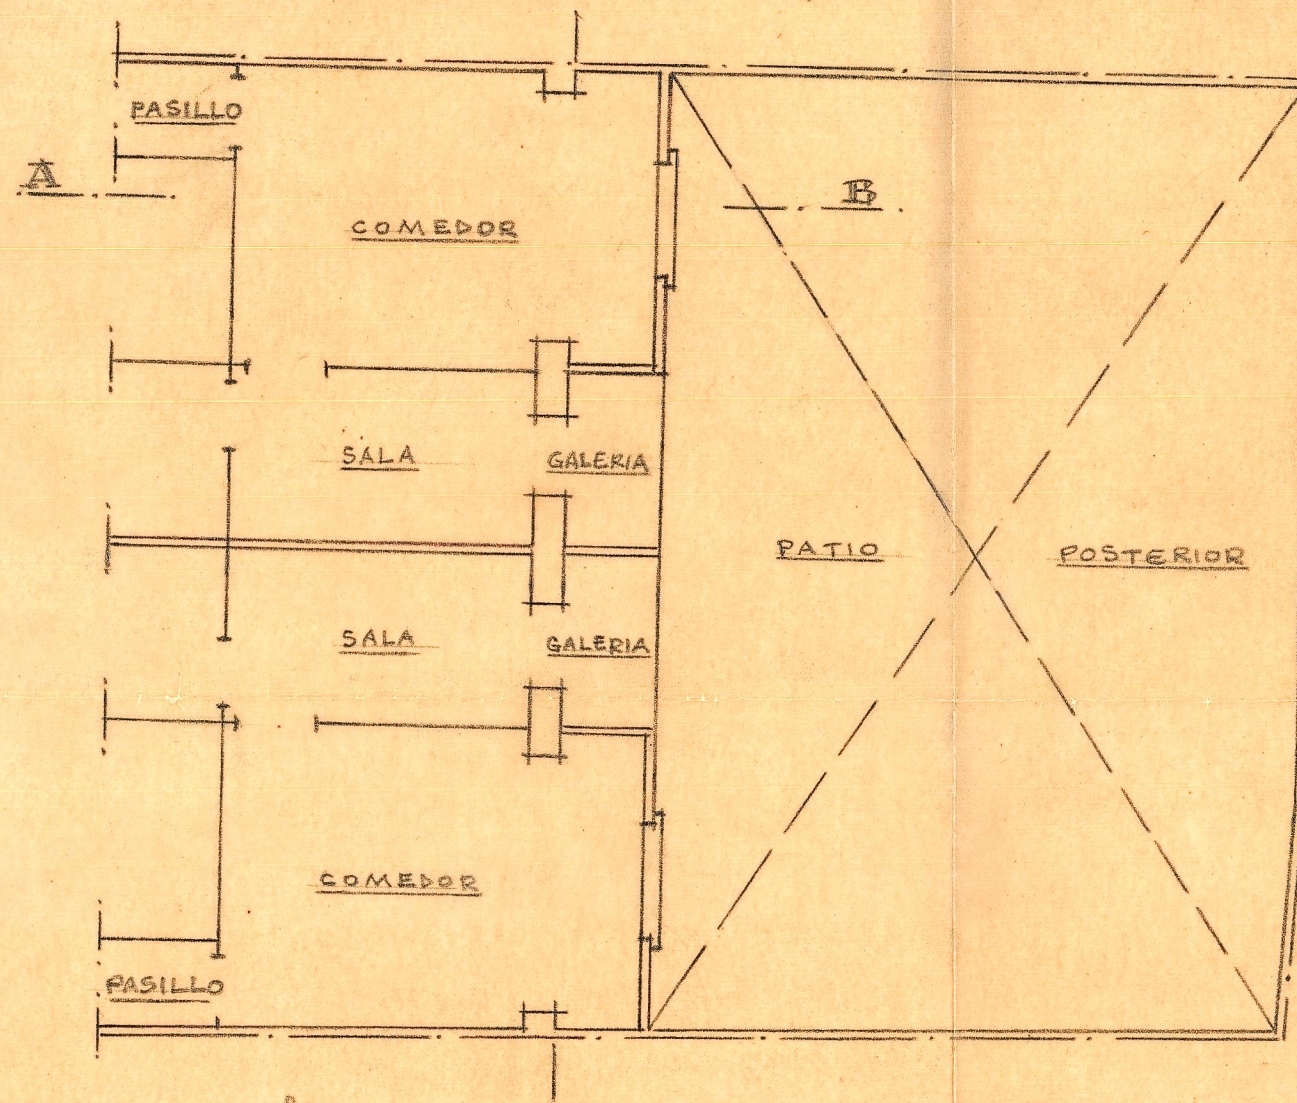 PASILLO
A
B
COMEDOR
SALA
GALERIA
PATIO
POSTERIOR
SALA
GALERIA
COMEDOR
PASILLO